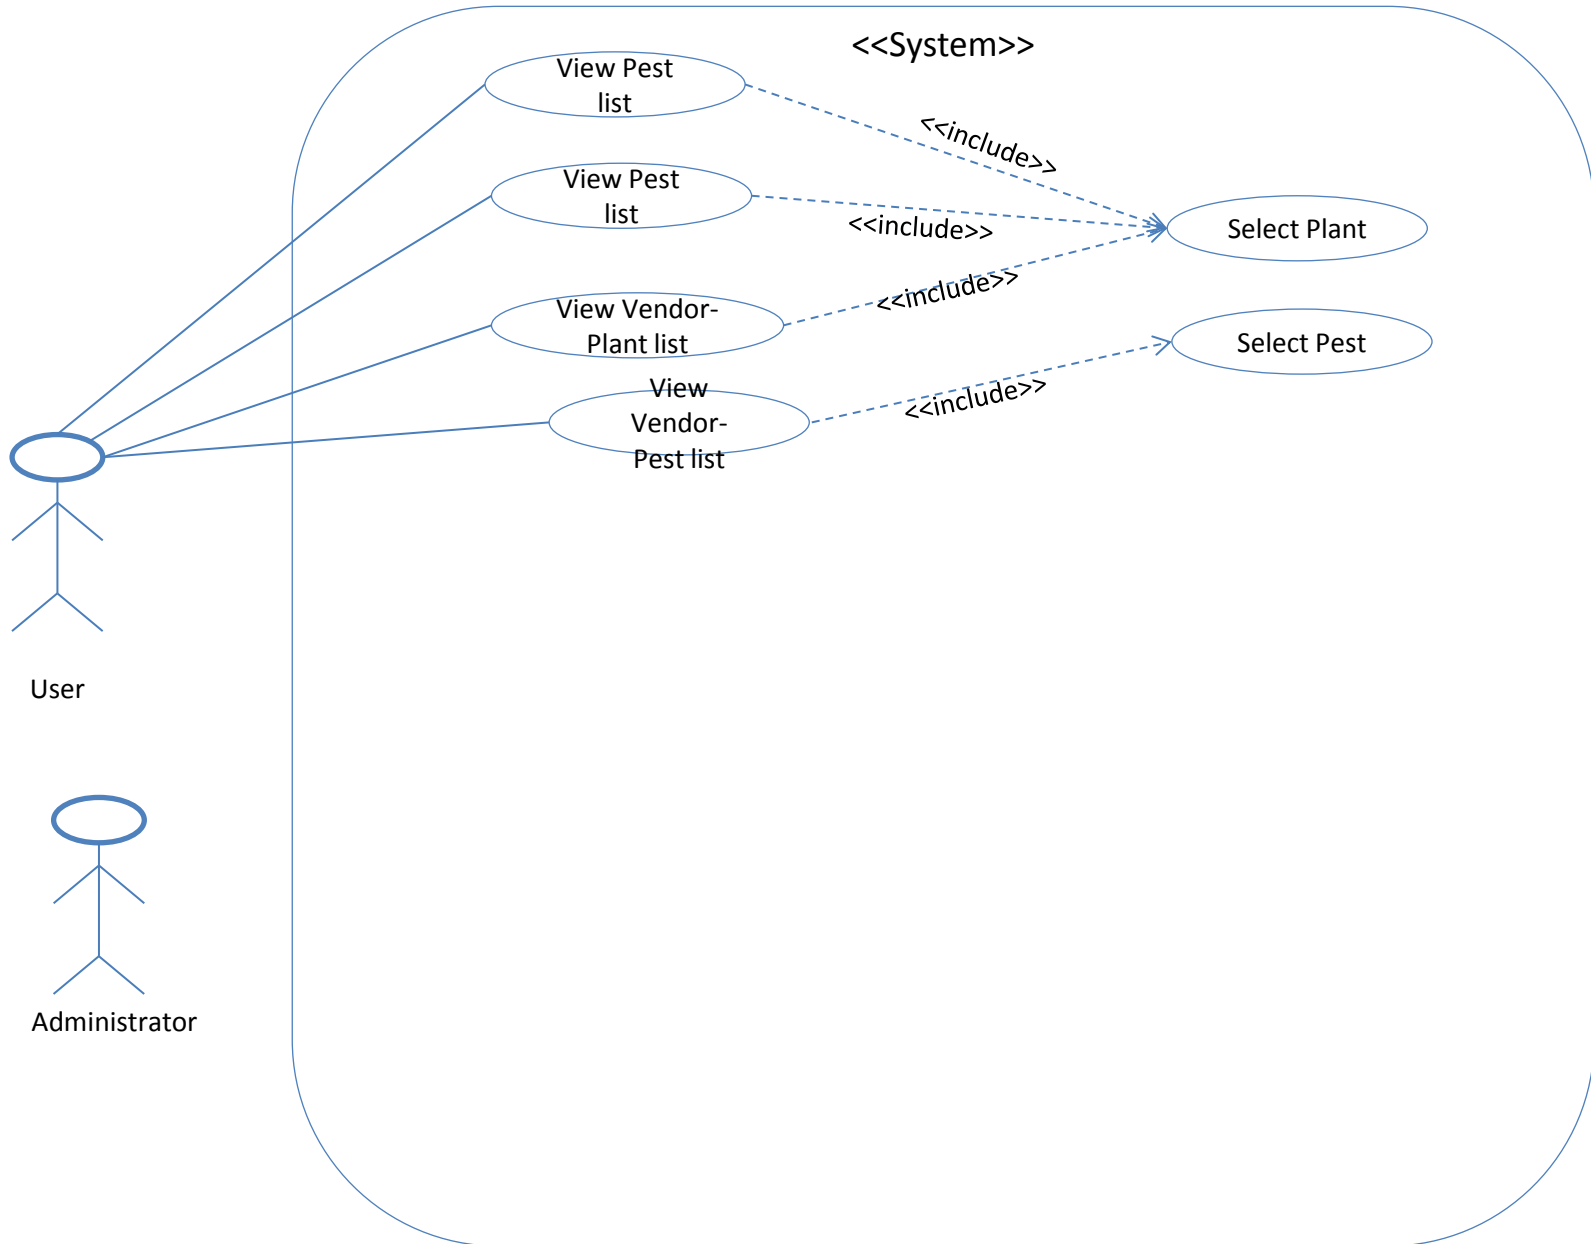 <<System>>
View Pest
list
<<include>>
View Pest
list
<<include>>
Select Plant
<<include>>
View Vendor-
Plant list
Select Pest
View
Vendor-
Pest list
<<include>>
User
Administrator